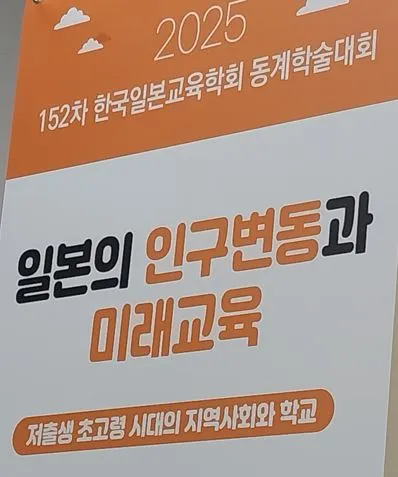 2025
152차 한국일본교육학회 동계학술대회
일본의 인구변동과
미래교육
저출생 초고령 시대의 지역사회와 학교